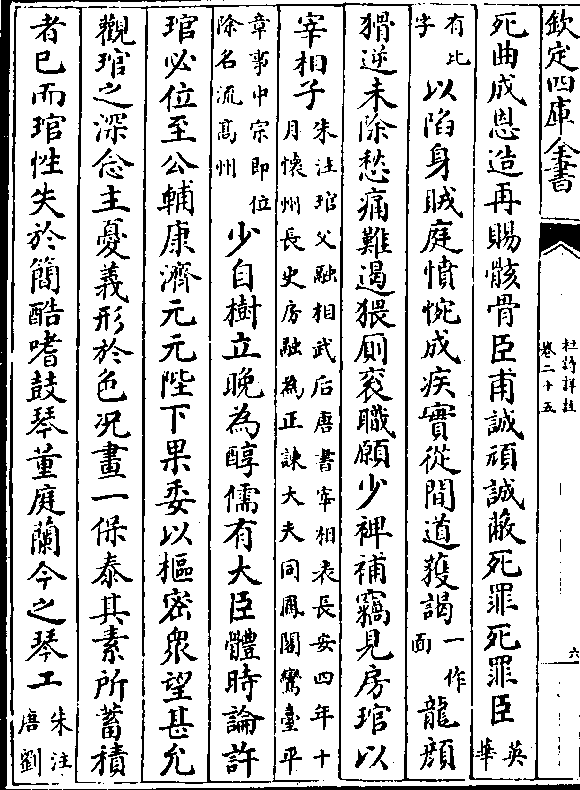 欽定四庫全書
杜詩詳註
卷二十五
六
死曲成恩造再賜骸骨臣甫誠頑誠蔽死罪死罪臣英華
有比字以陷身賊庭憤惋成疾實從間道獲謁一作面龍顔
猾逆未除愁痛難遏猥厠衮職願少裨補竊見房琯以
宰相子朱注琯父融相武后唐書宰相表長安四年十月懷州長史房融為正諫大夫同鳳閣鸞臺平
章事中宗即位除名流髙州少自樹立晚為醇儒有大臣體時論許
琯必位至公輔康濟元元陛下果委以樞密衆望甚允
觀琯之深念主憂義形於色况畫一保泰其素所蓄積
者巳而琯性失於簡酷嗜鼓琴董庭蘭今之琴工朱注唐劉